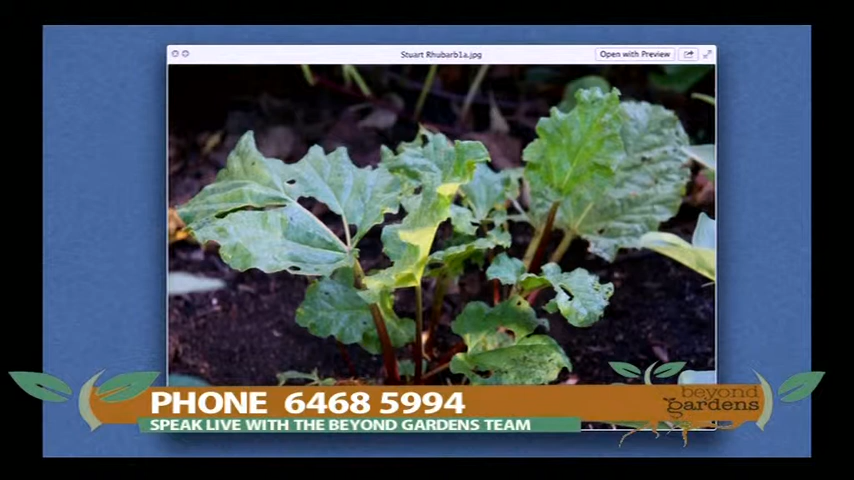 Stuart Rhubarb1a.jpg
Open with Preview
PHONE 6468 5994
SPEAK LIVE WITH THE BEYOND GARDENS TEAM
beyond
gardens